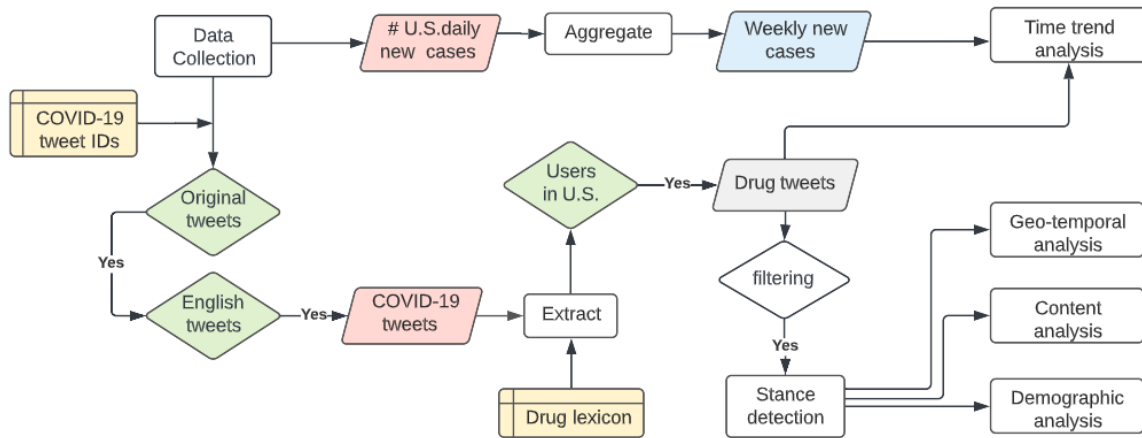 Data
Collection
# U.S.daily
new cases
Aggregate
Weekly new
cases
Time trend
analysis
COVID-19
tweet IDs
Original
tweets
Users
in U.S.
Yes
Drug tweets
Yes
Geo-temporal
analysis
filtering
English
tweets
Yes
COVID-19
tweets
Extract
Content
analysis
Yes
Drug lexicon
Stance
detection
Demographic
analysis